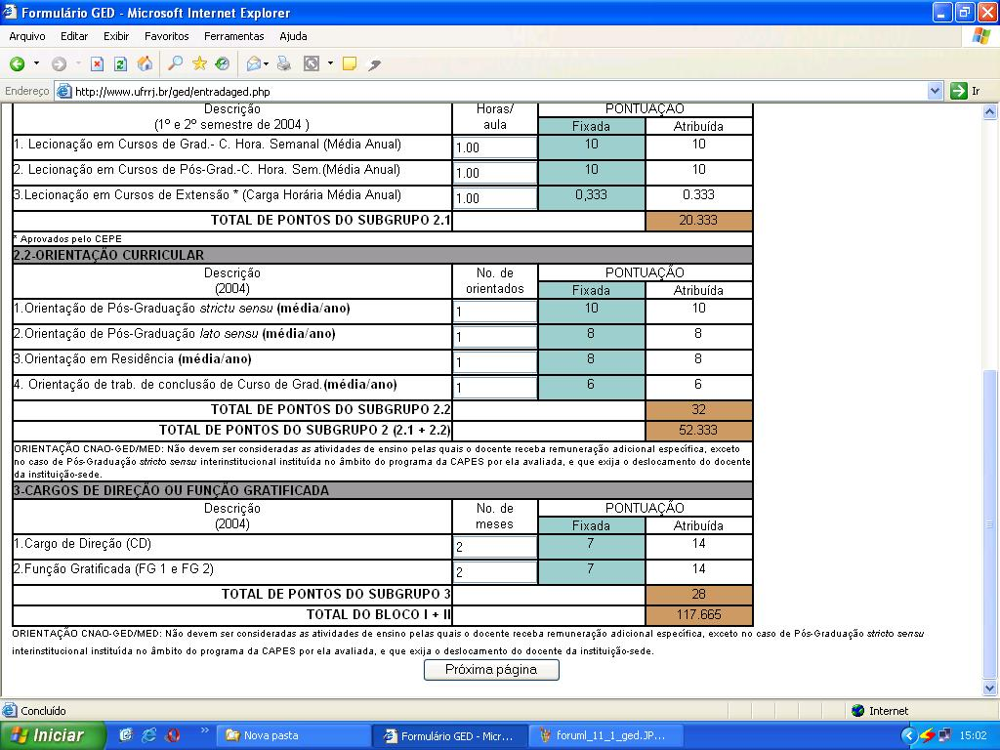 Formulário GED - Microsoft Internet Explorer
Arquivo Editar Exibir Favoritos Ferramentas Ajuda
Endereço http://www.ufrrj.br/ged/entradaged.php Ir
Descrição Horas/ PONTUAÇÃO
(1º e 2º semestre de 2004 ) aula Fixada Atribuída
1. Lecionação em Cursos de Grad.- C. Hora. Semanal (Média Anual) 1.00 10 10
2. Lecionação em Cursos de Pós-Grad.-C. Hora. Sem.(Média Anual) 1.00 10 10
3.Lecionação em Cursos de Extensão * (Carga Horária Média Anual) 1.00 0,333 0.333
TOTAL DE PONTOS DO SUBGRUPO 2.1 20.333
* Aprovados pelo CEPE
2.2-ORIENTAÇÃO CURRICULAR
Descrição No. de PONTUAÇÃO
(2004) orientados Fixada Atribuída
1.Orientação de Pós-Graduação strictu sensu (média/ano) 1 10 10
2.Orientação de Pós-Graduação lato sensu (média/ano) 1 8 8
3.Orientação em Residência (média/ano) 1 8 8
4. Orientação de trab. de conclusão de Curso de Grad.(média/ano) 1 6 6
TOTAL DE PONTOS DO SUBGRUPO 2.2 32
TOTAL DE PONTOS DO SUBGRUPO 2 (2.1 + 2.2) 52.333
ORIENTAÇÃO CNAO-GED/MED: Não devem ser consideradas as atividades de ensino pelas quais o docente receba remuneração adicional específica, exceto
no caso de Pós-Graduação stricto sensu interinstitucional instituída no âmbito do programa da CAPES por ela avaliada, e que exija o deslocamento do docente
da instituição-sede.
3-CARGOS DE DIREÇÃO OU FUNÇÃO GRATIFICADA
Descrição No. de PONTUAÇÃO
(2004) meses Fixada Atribuída
1.Cargo de Direção (CD) 2 7 14
2.Função Gratificada (FG 1 e FG 2) 2 7 14
TOTAL DE PONTOS DO SUBGRUPO 3 28
TOTAL DO BLOCO I + II 117.665
ORIENTAÇÃO CNAO-GED/MED: Não devem ser consideradas as atividades de ensino pelas quais o docente receba remuneração adicional específica, exceto no caso de Pós-Graduação stricto sensu
interinstitucional instituída no âmbito do programa da CAPES por ela avaliada, e que exija o deslocamento do docente da instituição-sede.
Próxima página
Concluído Internet
Iniciar » Nova pasta Formulário GED - Micr... foruml_11_1_ged.JP... 15:02